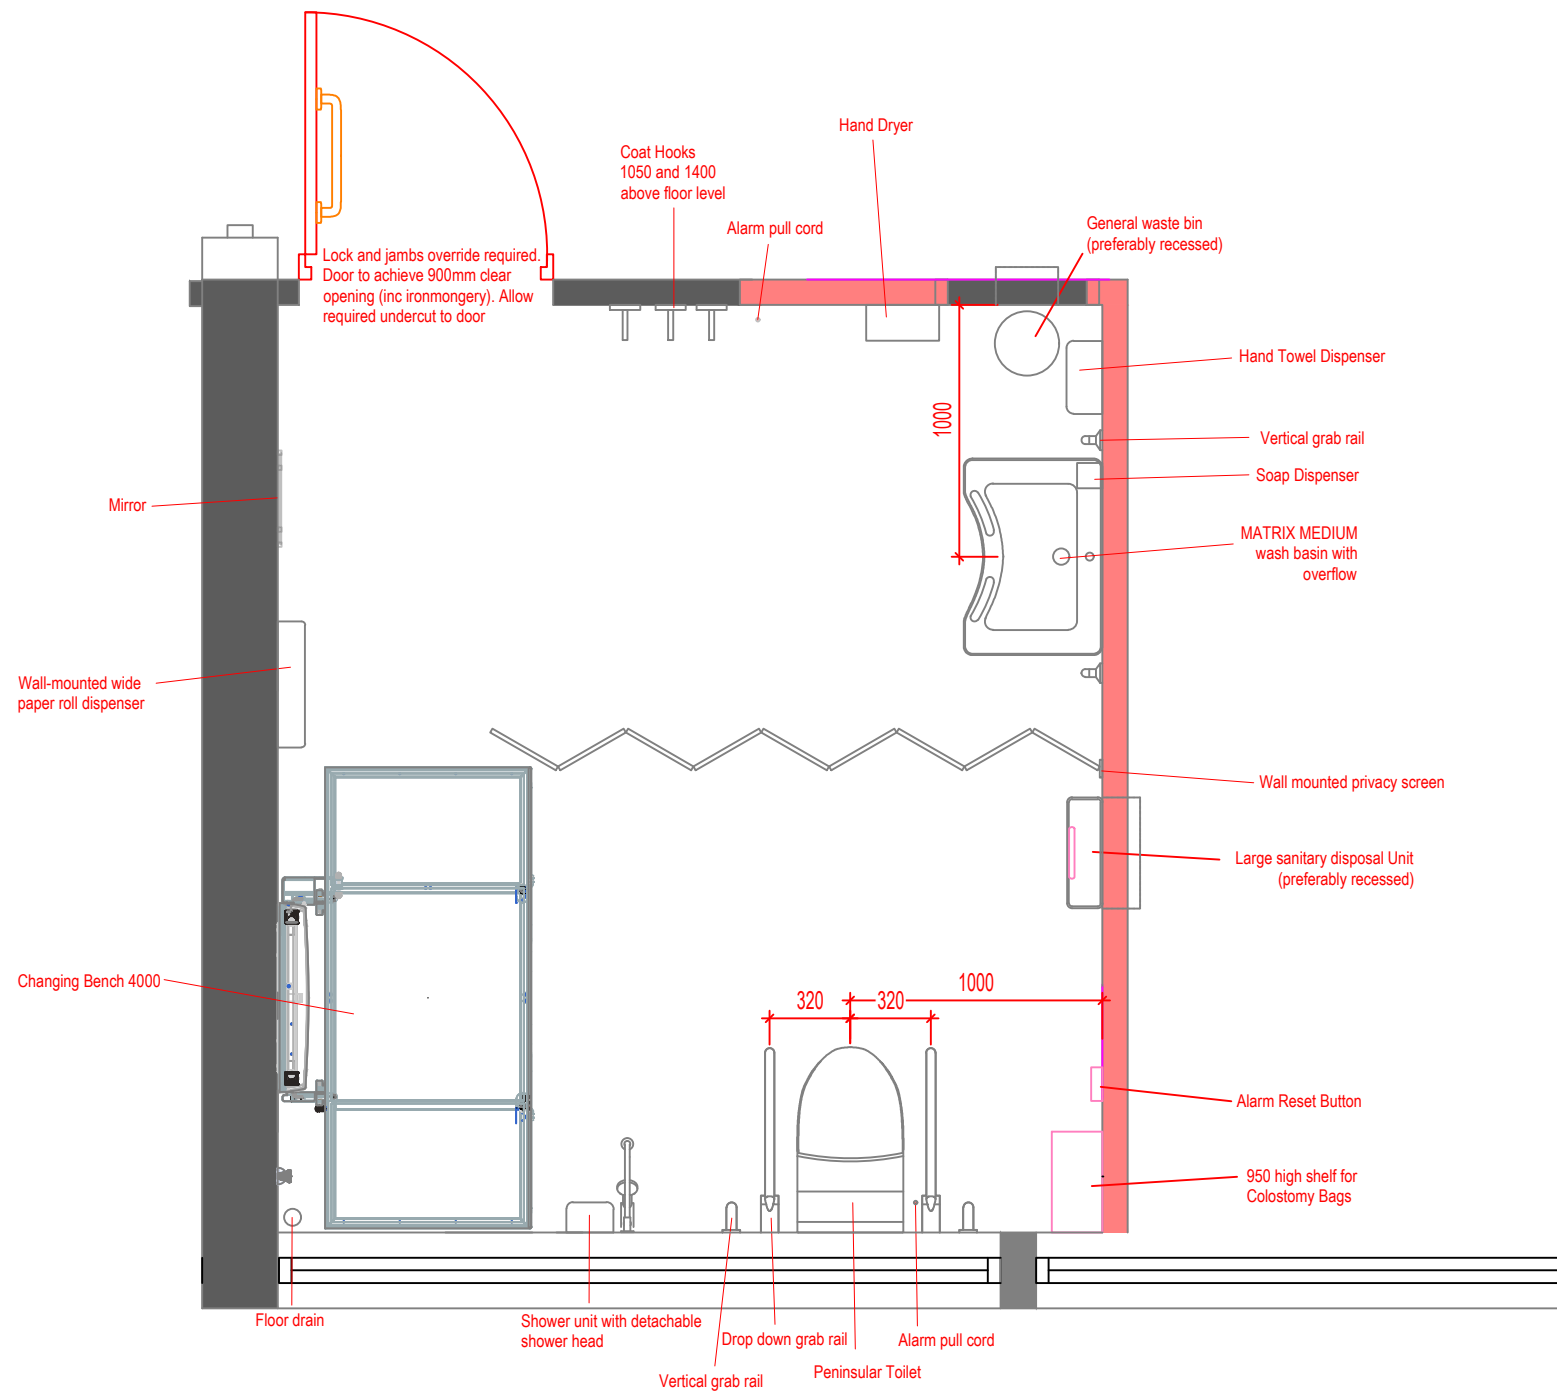 Hand Dryer
Coat Hooks
1050 and 1400
above floor level
Alarm pull cord
General waste bin
(preferably recessed)
Lock and jambs override required.
Door to achieve 900mm clear
opening (inc ironmongery). Allow
required undercut to door
Hand Towel Dispenser
1000
Vertical grab rail
Soap Dispenser
Mirror
MATRIX MEDIUM
wash basin with
overflow
Wall-mounted wide
paper roll dispenser
Wall mounted privacy screen
Large sanitary disposal Unit
(preferably recessed)
Changing Bench 4000
320
320
1000
Alarm Reset Button
950 high shelf for
Colostomy Bags
Floor drain
Shower unit with detachable
shower head
Drop down grab rail
Alarm pull cord
Vertical grab rail
Peninsular Toilet